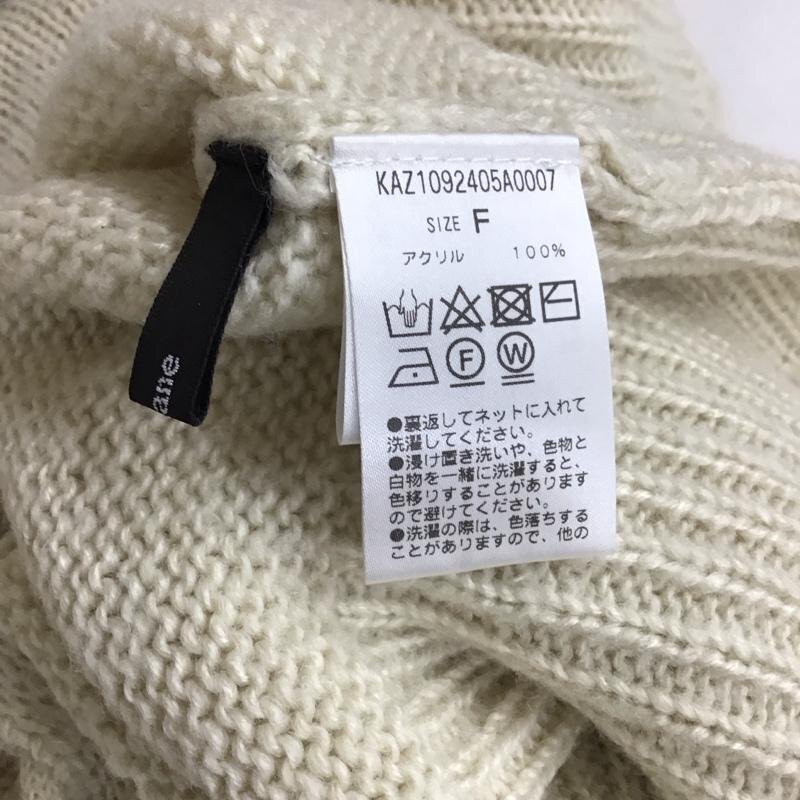 KAZ1092405A0007
SIZE F
アクリル 100%
F W
●裏返してネットに入れて
洗濯してください。
●浸け置き洗いや、色物と
白物を一緒に洗濯すると、
色移りすることがあります
ので避けてください。
●洗濯の際は、色落ちする
ことがありますので、他の
ane